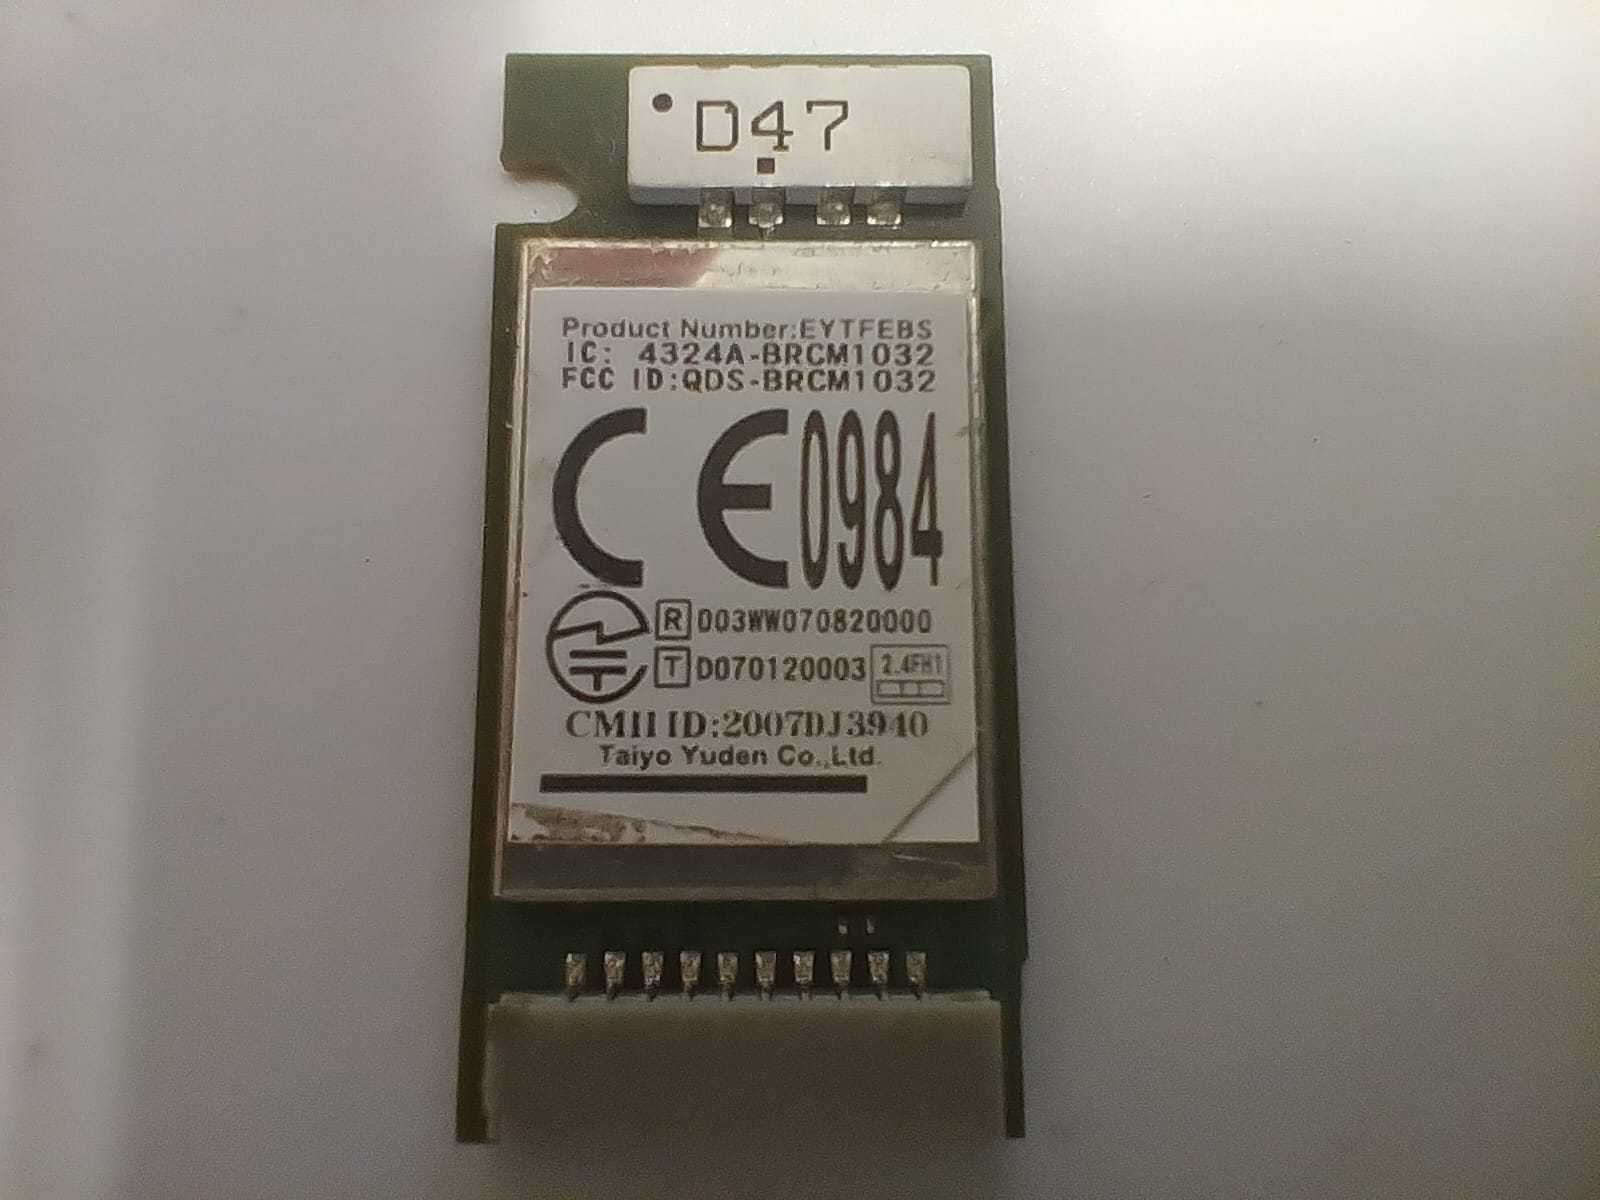 D47
Product Number:EYTFEBS
IC: 4324A-BRCM1032
FCC ID:QDS-BRCM1032
CE0984
R 003WW070820000
T D070120003 2.4FH1
CMII ID:2007DJ3940
Taiyo Yuden Co.,Ltd.